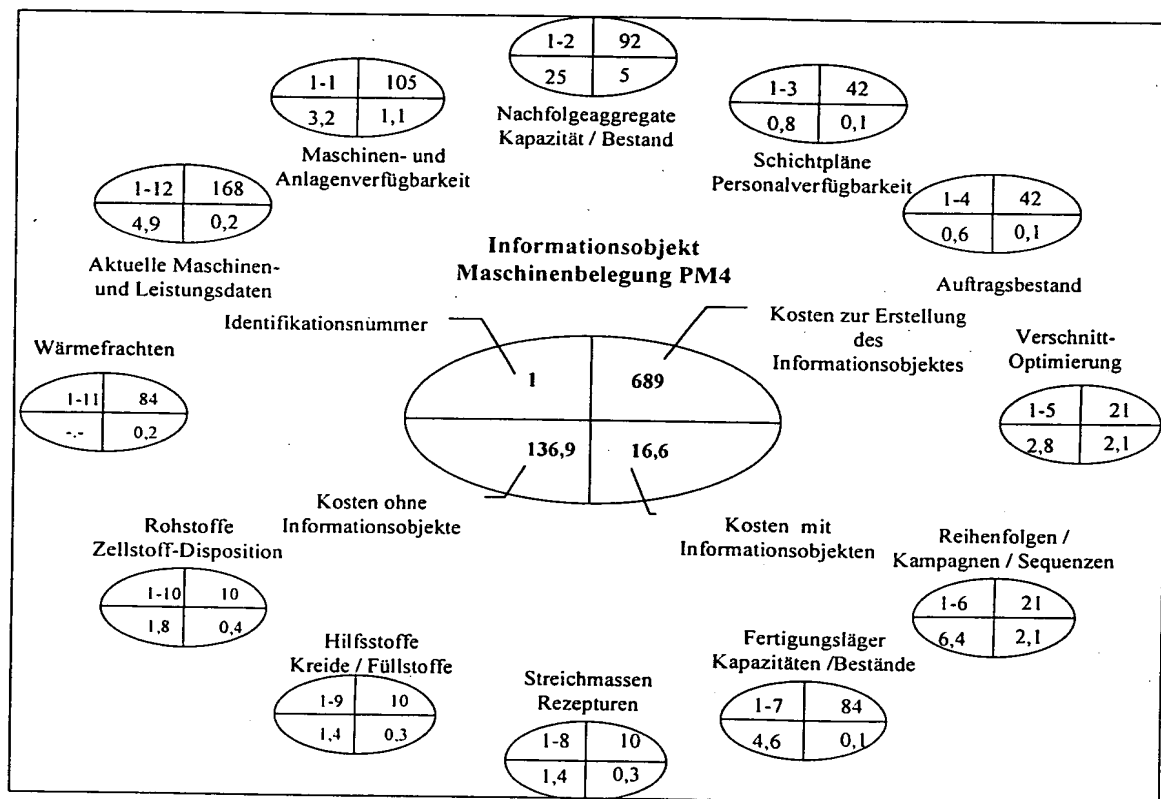 1-2 92
25 5
Nachfolgeaggregate
Kapazität / Bestand
1-1 105
3,2 1,1
Maschinen- und
Anlagenverfügbarkeit
1-3 42
0,8 0,1
Schichtpläne
Personalverfügbarkeit
1-12 168
4,9 0,2
Aktuelle Maschinen-
und Leistungsdaten
1-4 42
0,6 0,1
Auftragsbestand
Informationsobjekt
Maschinenbelegung PM4
Identifikationsnummer
Kosten zur Erstellung
des
Informationsobjektes
1 689
136,9 16,6
Kosten ohne
Informationsobjekte
Kosten mit
Informationsobjekten
Wärmefrachten
1-11 84
-.- 0,2
Verschnitt-
Optimierung
1-5 21
2,8 2,1
Rohstoffe
Zellstoff-Disposition
1-10 10
1,8 0,4
Reihenfolgen /
Kampagnen / Sequenzen
1-6 21
6,4 2,1
Hilfsstoffe
Kreide / Füllstoffe
1-9 10
1,4 0,3
Streichmassen
Rezepturen
1-8 10
1,4 0,3
Fertigungsläger
Kapazitäten /Bestände
1-7 84
4,6 0,1